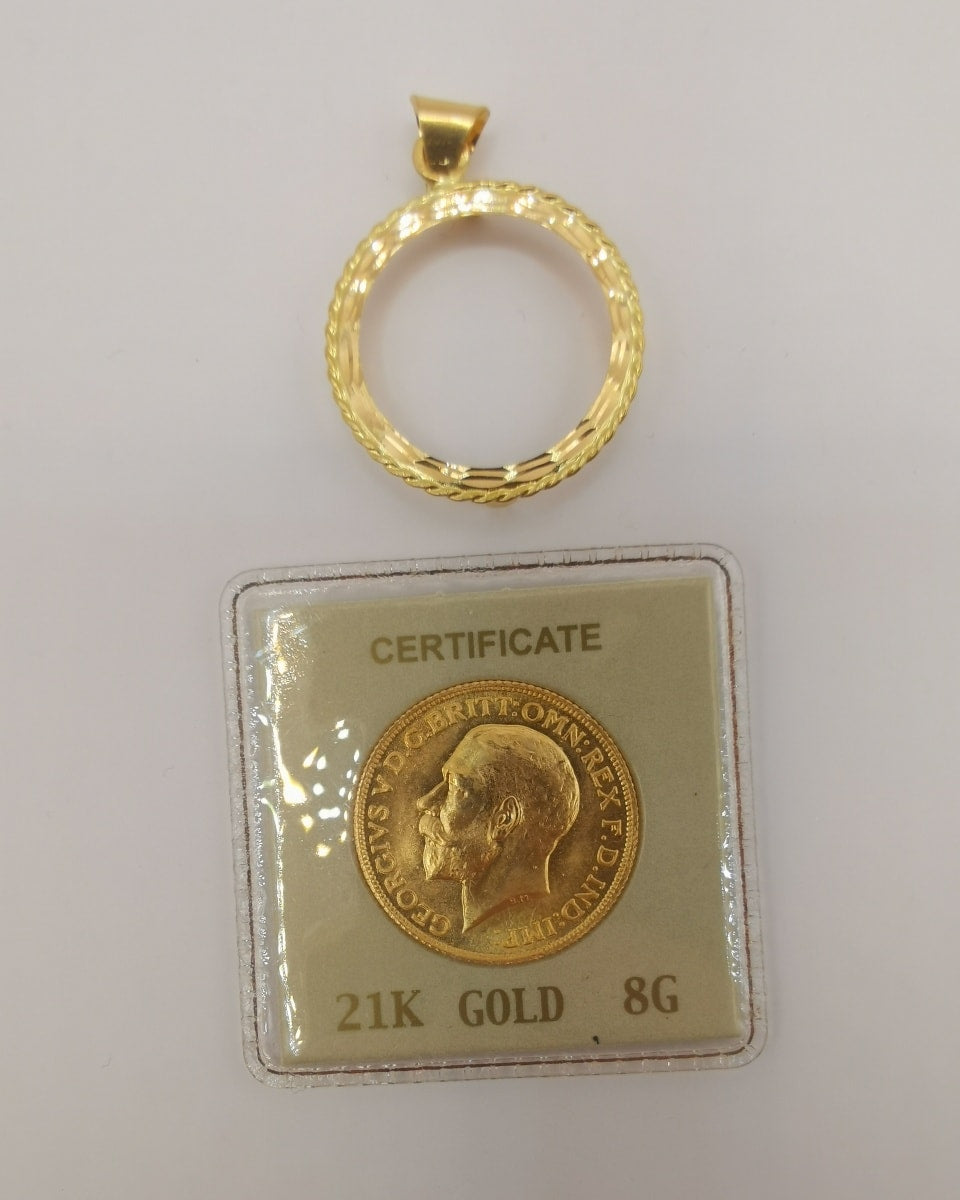 CERTIFICATE
GEORGIVS V D.G.BRITT:OMN:REX F.D.IND:IMP:
21K GOLD 8G